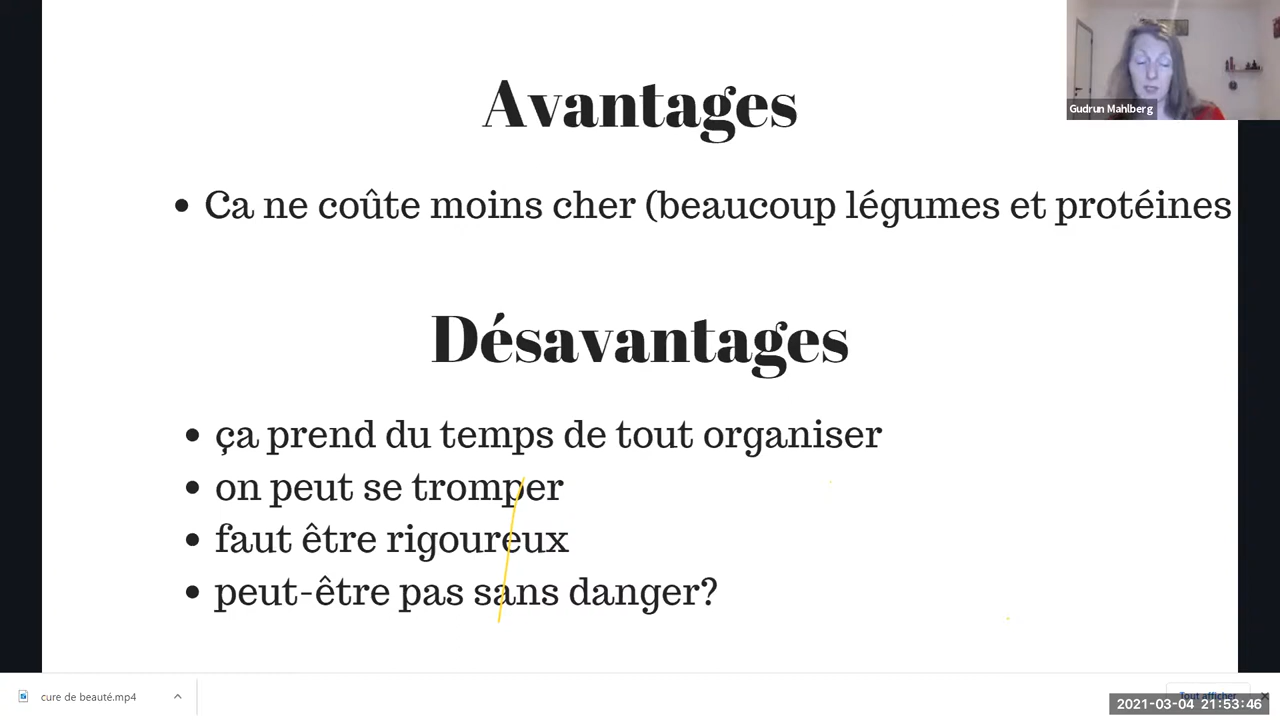 Avantages
Gudrun Mahlberg
• Ca ne coûte moins cher (beaucoup légumes et protéines
Désavantages
• ça prend du temps de tout organiser
• on peut se tromper
• faut être rigoureux
• peut-être pas sans danger?
cure de beauté.mp4
Tout afficher
2021-03-04 21:53:46